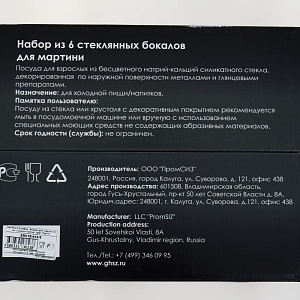 Набор из 6 стеклянных бокалов
для мартини
Посуда для взрослых из бесцветного натрий-кальций силикатного стекла,
декорированная по наружной поверхности металлами и глянцевыми
препаратами.
Назначение: для холодной пищи/напитков.
Памятка пользователю:
Посуда из стекла или хрусталя с декоративным покрытием рекомендуется
мыть в посудомоечной машине или вручную с использованием
специальных моющих средств не содержащих абразивных материалов.
Срок годности (службы): не ограничен.
Производитель: ООО "ПромСИЗ"
248001, Россия, город Калуга, ул. Суворова, д.121, офис 438
Адрес производства: 601508, Владимирская область,
город Гусь-Хрустальный, пр-кт 50 лет Советской Власти д. 8А
248001, Россия, город Калуга, ул. Суворова, д. 121, офис 438
Manufacturer: LLC "PromSIZ"
Production address:
50 let Sovetskoi Vlasti, 8A
Gus-Khrustalny, Vladimir region, Russia
www.ghsz.ru Тел: +7 (499) 346 09 95